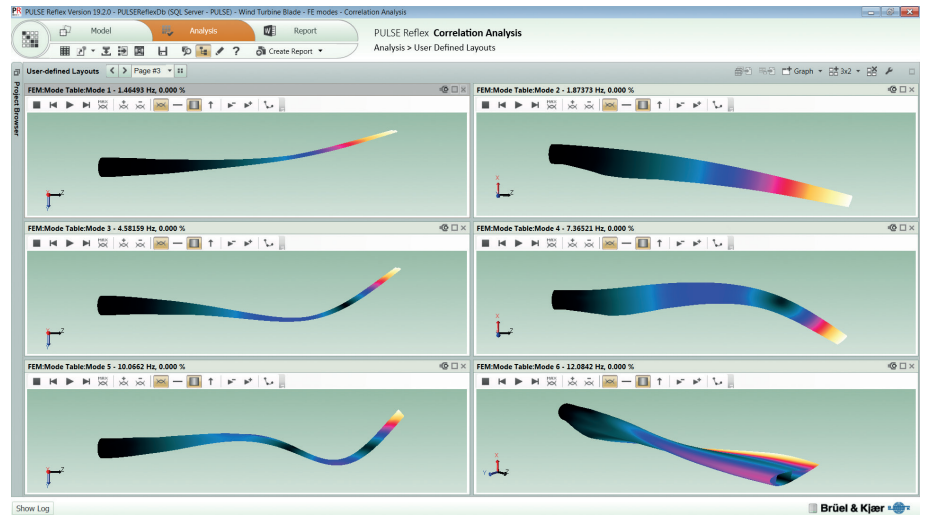 PULSE Reflex Version 19.2.0 - PULSEReflexDb (SQL Server - PULSE) - Wind Turbine Blade - FE modes - Correlation Analysis
Model Analysis Report
PULSE Reflex Correlation Analysis
Analysis > User Defined Layouts
Create Report
User-defined Layouts Page #3 Graph 3x2
Project Browser
FEM:Mode Table:Mode 1 - 1.46493 Hz, 0.000 %
FEM:Mode Table:Mode 2 - 1.87373 Hz, 0.000 %
FEM:Mode Table:Mode 3 - 4.58159 Hz, 0.000 %
FEM:Mode Table:Mode 4 - 7.36521 Hz, 0.000 %
FEM:Mode Table:Mode 5 - 10.0662 Hz, 0.000 %
FEM:Mode Table:Mode 6 - 12.0842 Hz, 0.000 %
Show Log
Brüel & Kjær